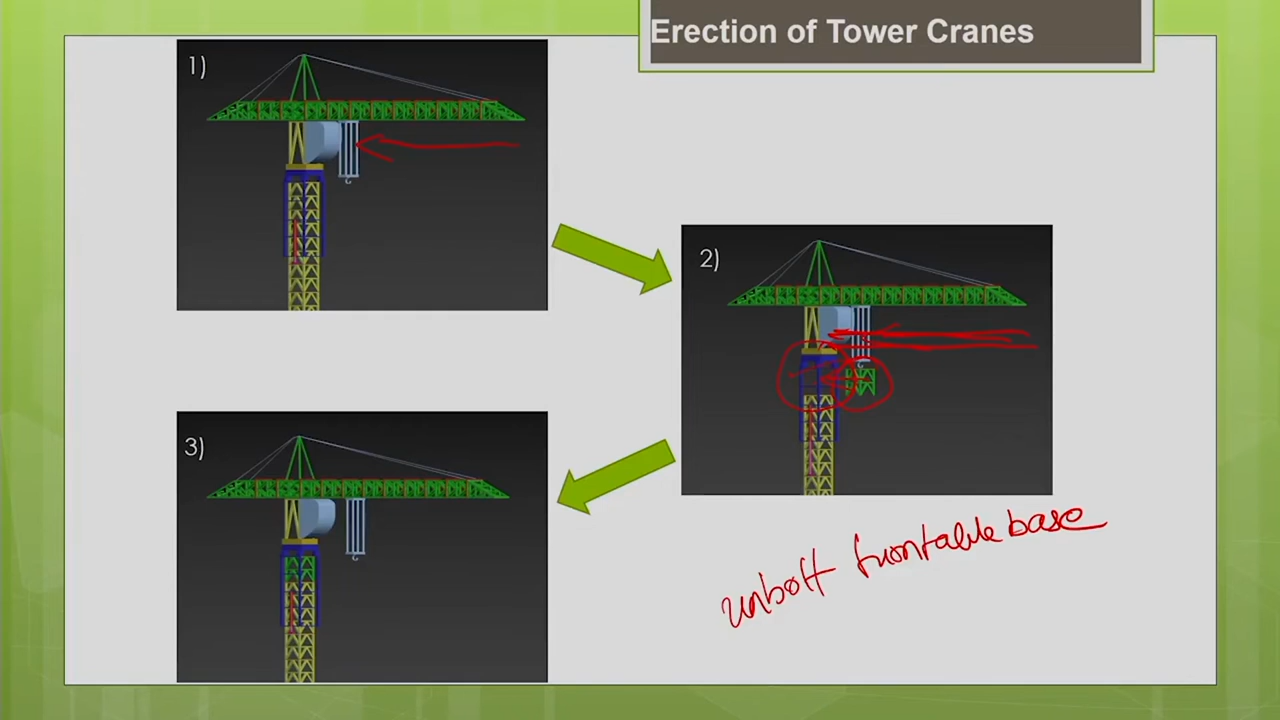 Erection of Tower Cranes
1)
2)
3)
unbolt turntable base